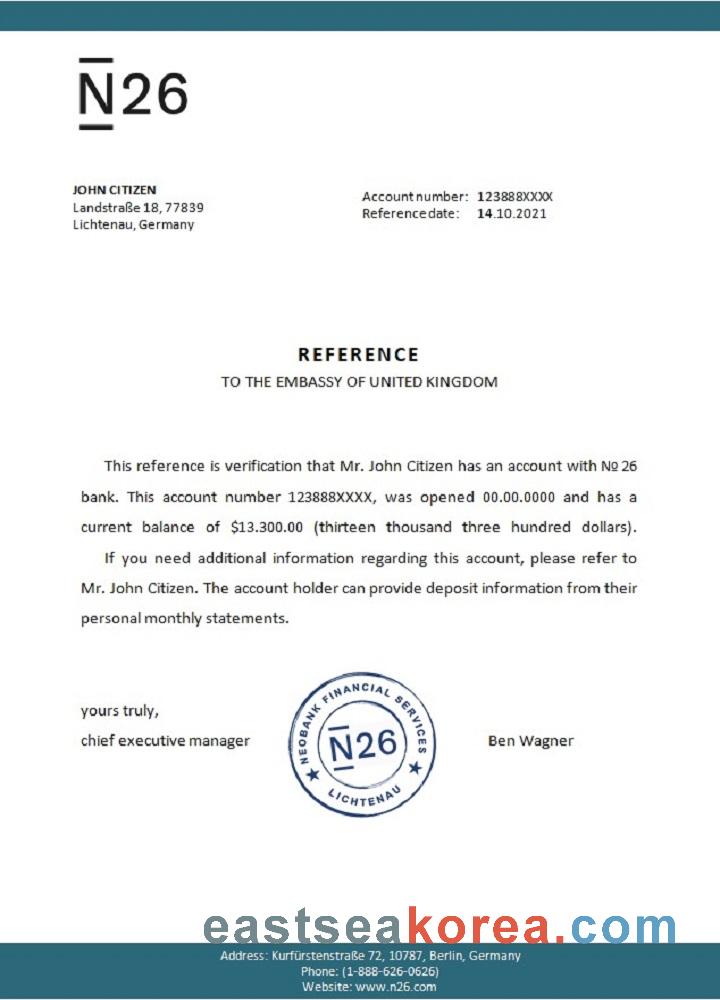 N26
JOHN CITIZEN
Landstraße 18, 77839
Lichtenau, Germany
Account number: 123888XXXX
Reference date: 14.10.2021
REFERENCE
TO THE EMBASSY OF UNITED KINGDOM
This reference is verification that Mr. John Citizen has an account with № 26
bank. This account number 123888XXXX, was opened 00.00.0000 and has a
current balance of $13.300.00 (thirteen thousand three hundred dollars).
If you need additional information regarding this account, please refer to
Mr. John Citizen. The account holder can provide deposit information from their
personal monthly statements.
yours truly,
chief executive manager
NEOBANK FINANCIAL SERVICES
N26
LICHTENAU
Ben Wagner
eastseakorea.com
Address: Kurfürstenstraße 72, 10787, Berlin, Germany
Phone: (1-888-626-0626)
Website: www.n26.com